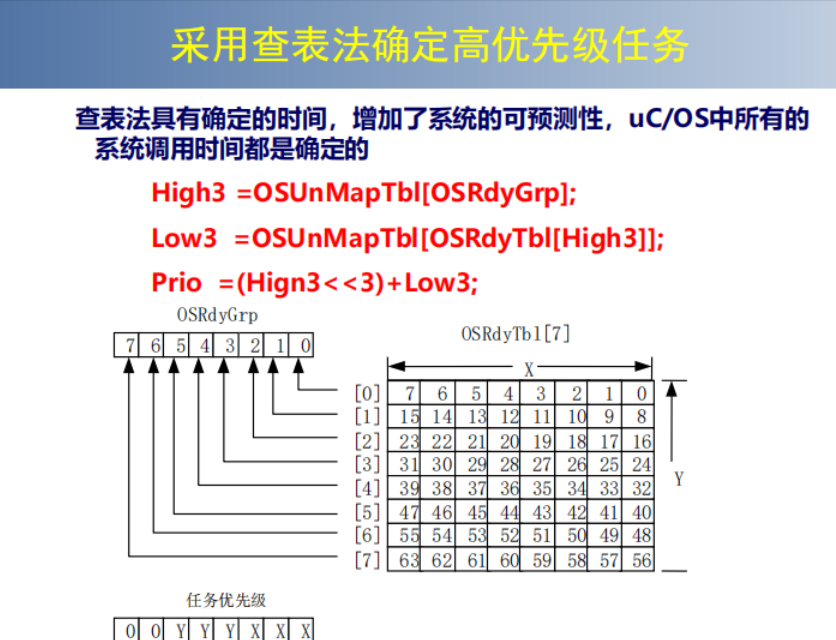 采用查表法确定高优先级任务
查表法具有确定的时间，增加了系统的可预测性，uC/OS中所有的
系统调用时间都是确定的
High3 =OSUnMapTbl[OSRdyGrp];
Low3 =OSUnMapTbl[OSRdyTbl[High3]];
Prio =(Hign3<<3)+Low3;
OSRdyGrp
OSRdyTbl[7]
7 6 5 4 3 2 1 0
X
[0] 7 6 5 4 3 2 1 0
[1] 15 14 13 12 11 10 9 8
[2] 23 22 21 20 19 18 17 16
[3] 31 30 29 28 27 26 25 24
Y
[4] 39 38 37 36 35 34 33 32
[5] 47 46 45 44 43 42 41 40
[6] 55 54 53 52 51 50 49 48
[7] 63 62 61 60 59 58 57 56
任务优先级
0 0 Y Y Y X X X